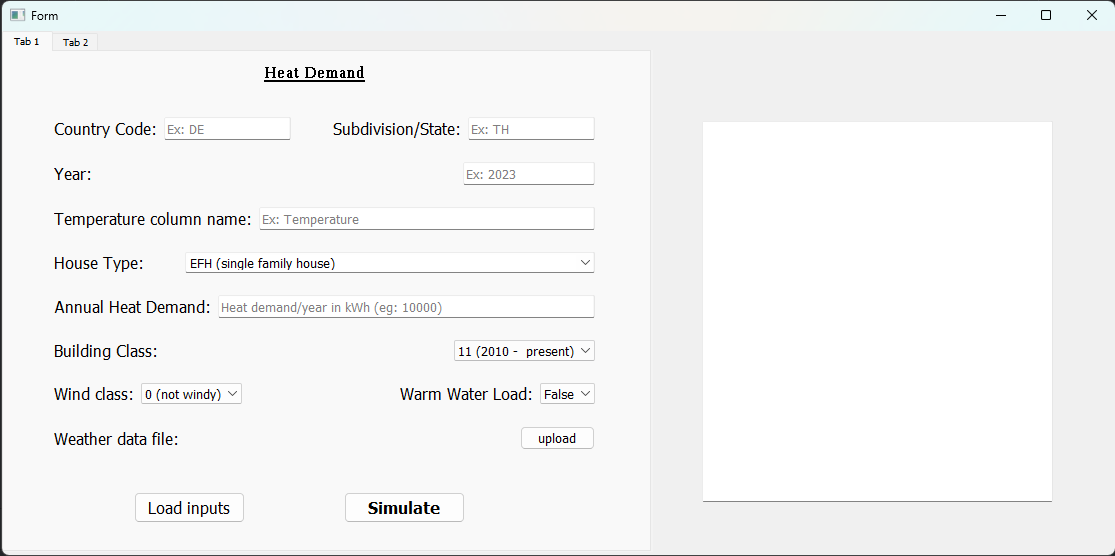 Form
Tab 1 Tab 2
Heat Demand
Country Code: Ex: DE Subdivision/State: Ex: TH
Year: Ex: 2023
Temperature column name: Ex: Temperature
House Type: EFH (single family house)
Annual Heat Demand: Heat demand/year in kWh (eg: 10000)
Building Class: 11 (2010 -  present)
Wind class: 0 (not windy) Warm Water Load: False
Weather data file: upload
Load inputs Simulate